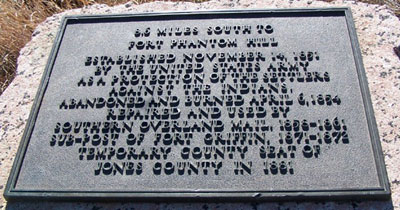 6.5 MILES SOUTH TO
FORT PHANTOM HILL
ESTABLISHED NOVEMBER 14, 1851
BY THE UNITED STATES ARMY
AS A PROTECTION OF THE SETTLERS
AGAINST THE INDIANS.
ABANDONED AND BURNED APRIL 6, 1854
REPAIRED AND USED BY
SOUTHERN OVERLAND MAIL, 1858-1861
SUB-POST OF FORT GRIFFIN, 1871-1872
TEMPORARY COUNTY SEAT OF
JONES COUNTY IN 1881